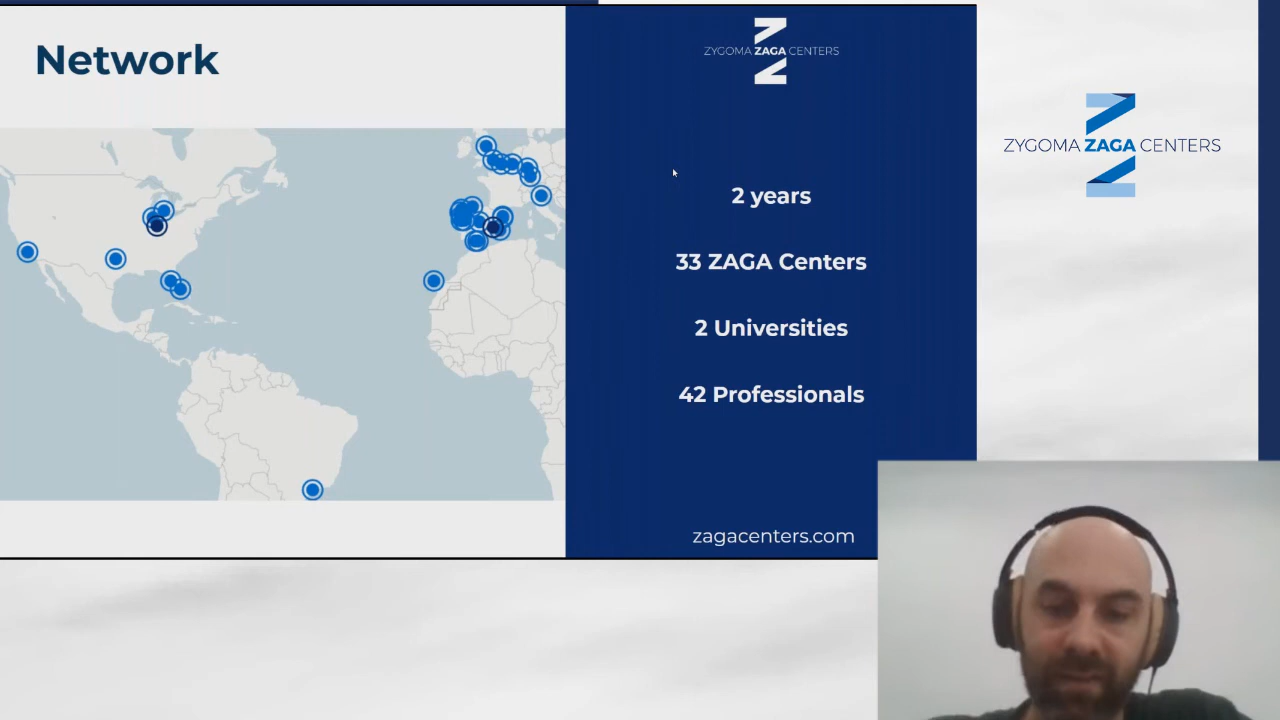 Network
ZYGOMA ZAGA CENTERS
2 years
33 ZAGA Centers
2 Universities
42 Professionals
zagacenters.com
ZYGOMA ZAGA CENTERS